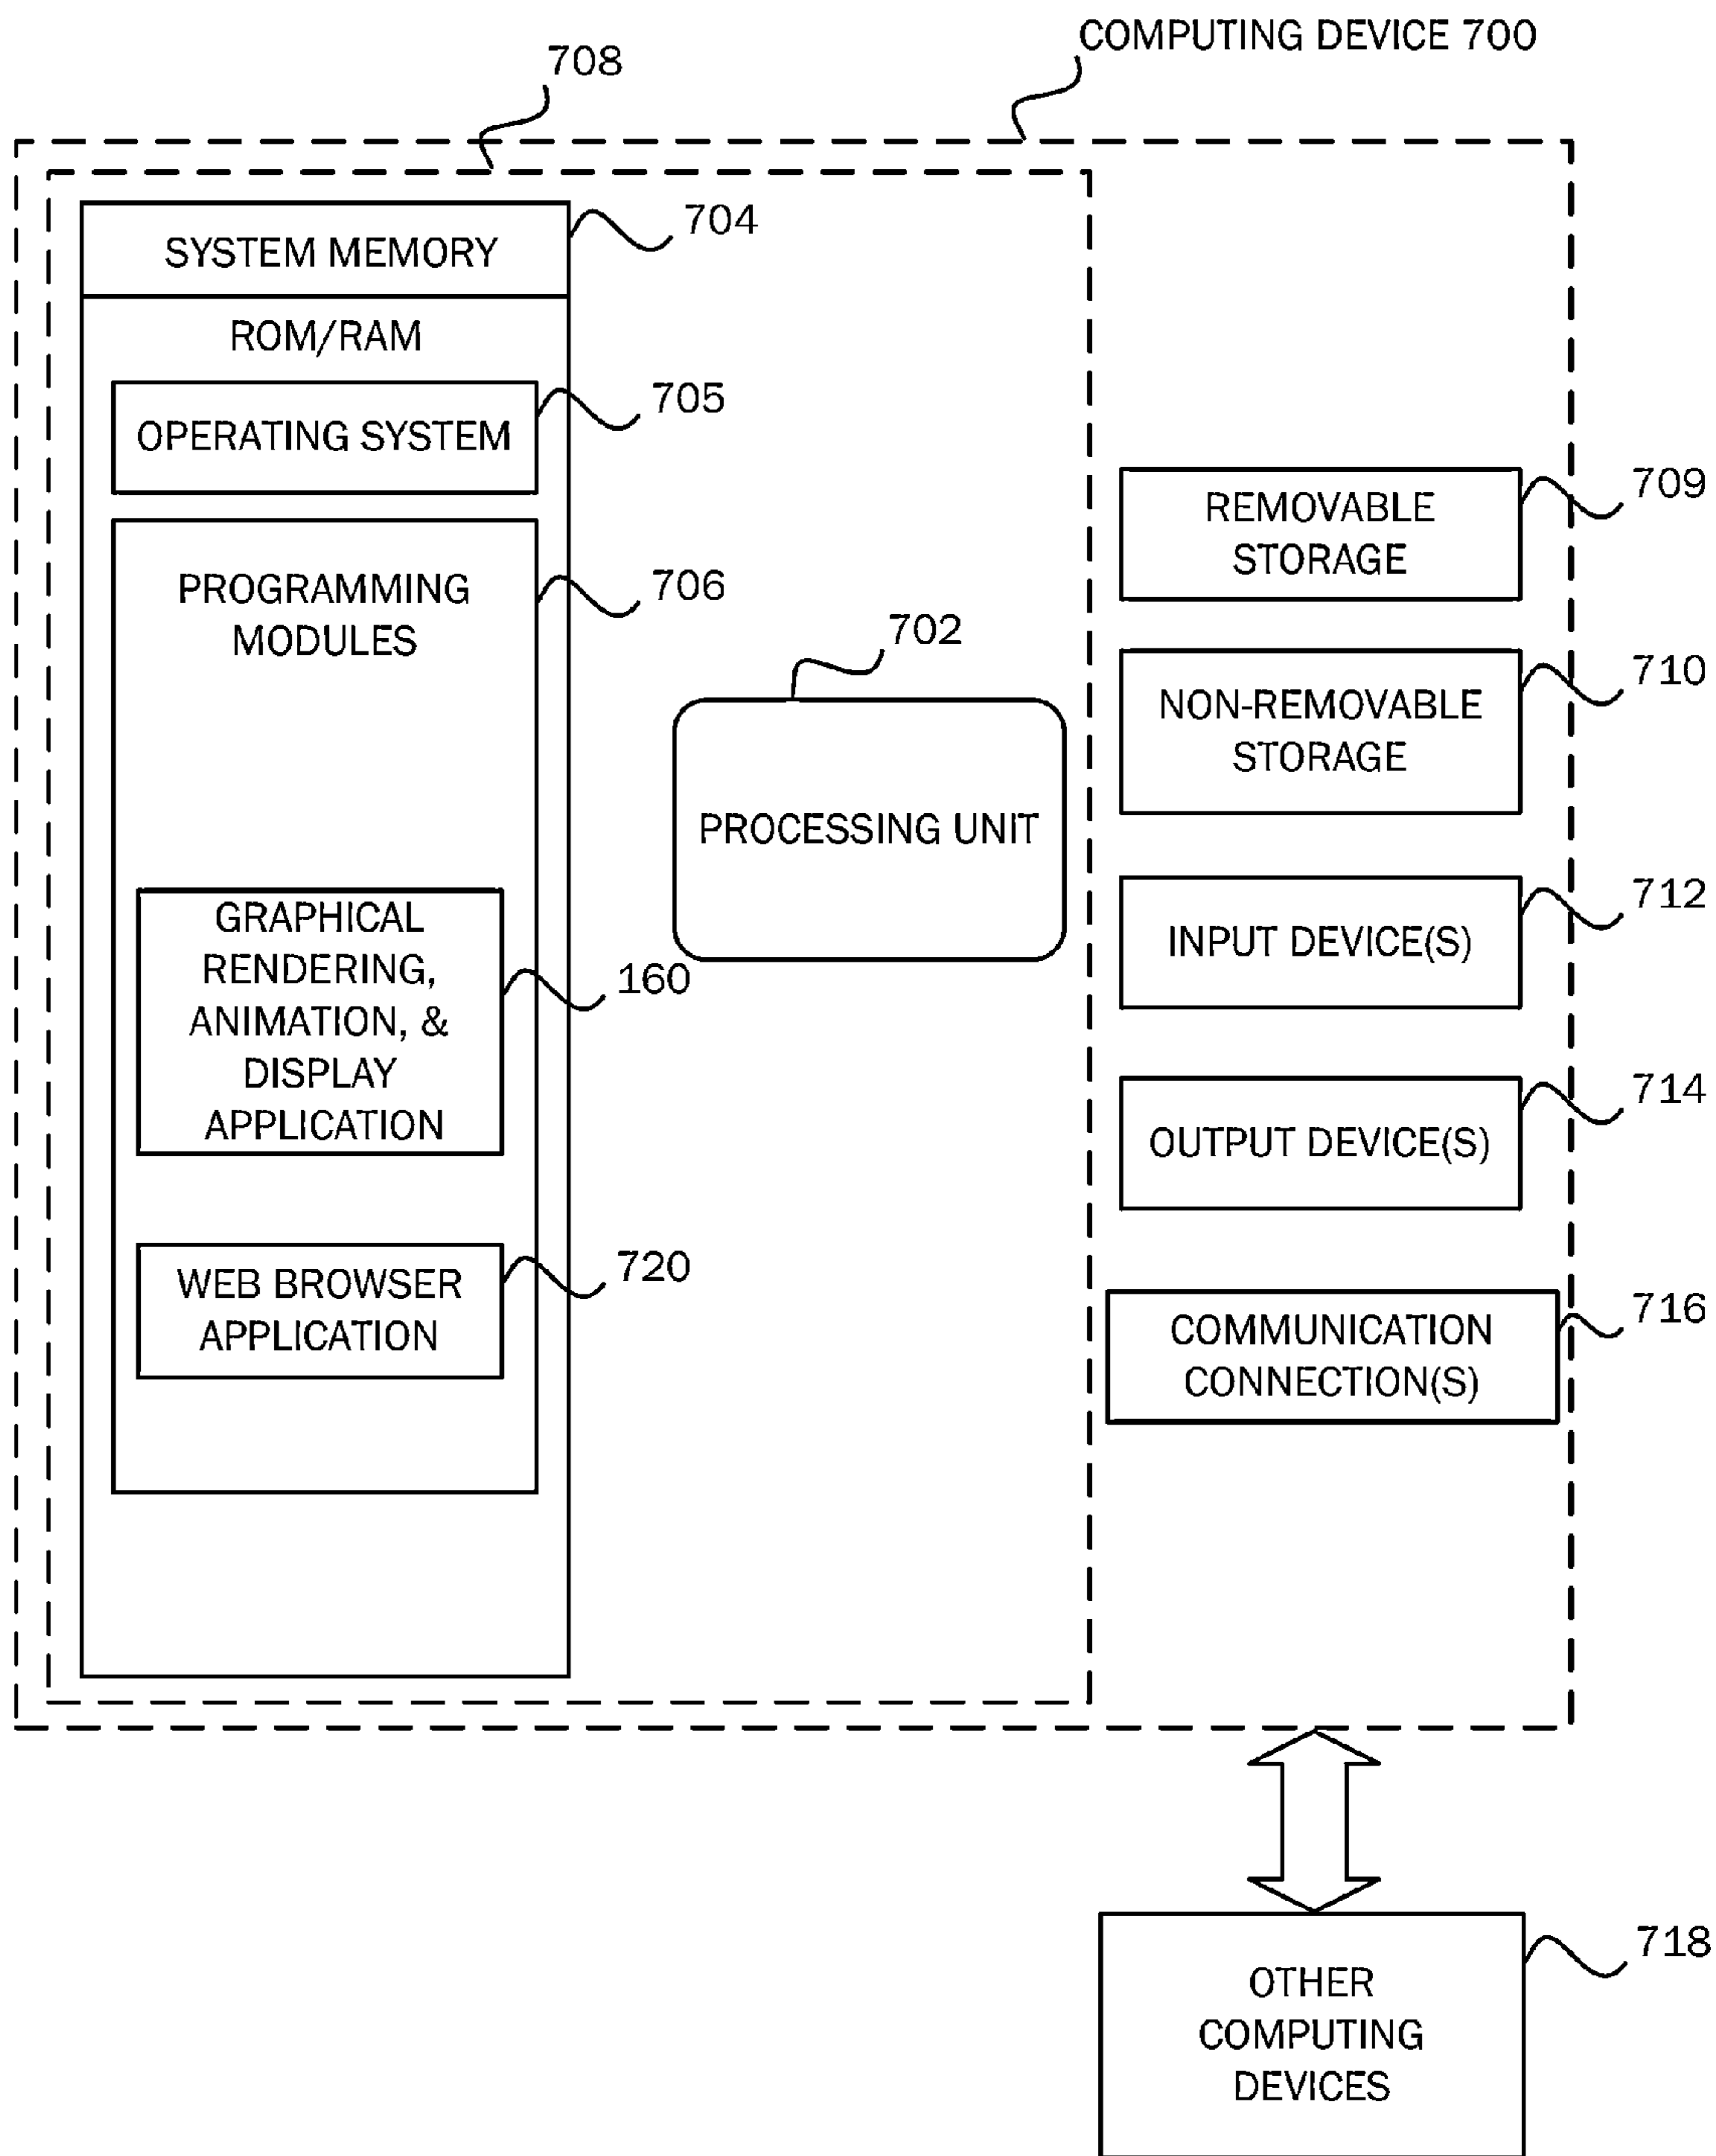 COMPUTING DEVICE 700
708
704
SYSTEM MEMORY
ROM/RAM
705
OPERATING SYSTEM
706
PROGRAMMING
MODULES
702
PROCESSING UNIT
GRAPHICAL
RENDERING,
ANIMATION, &
DISPLAY
APPLICATION
160
WEB BROWSER
APPLICATION
720
709
REMOVABLE
STORAGE
710
NON-REMOVABLE
STORAGE
712
INPUT DEVICE(S)
714
OUTPUT DEVICE(S)
716
COMMUNICATION
CONNECTION(S)
718
OTHER
COMPUTING
DEVICES